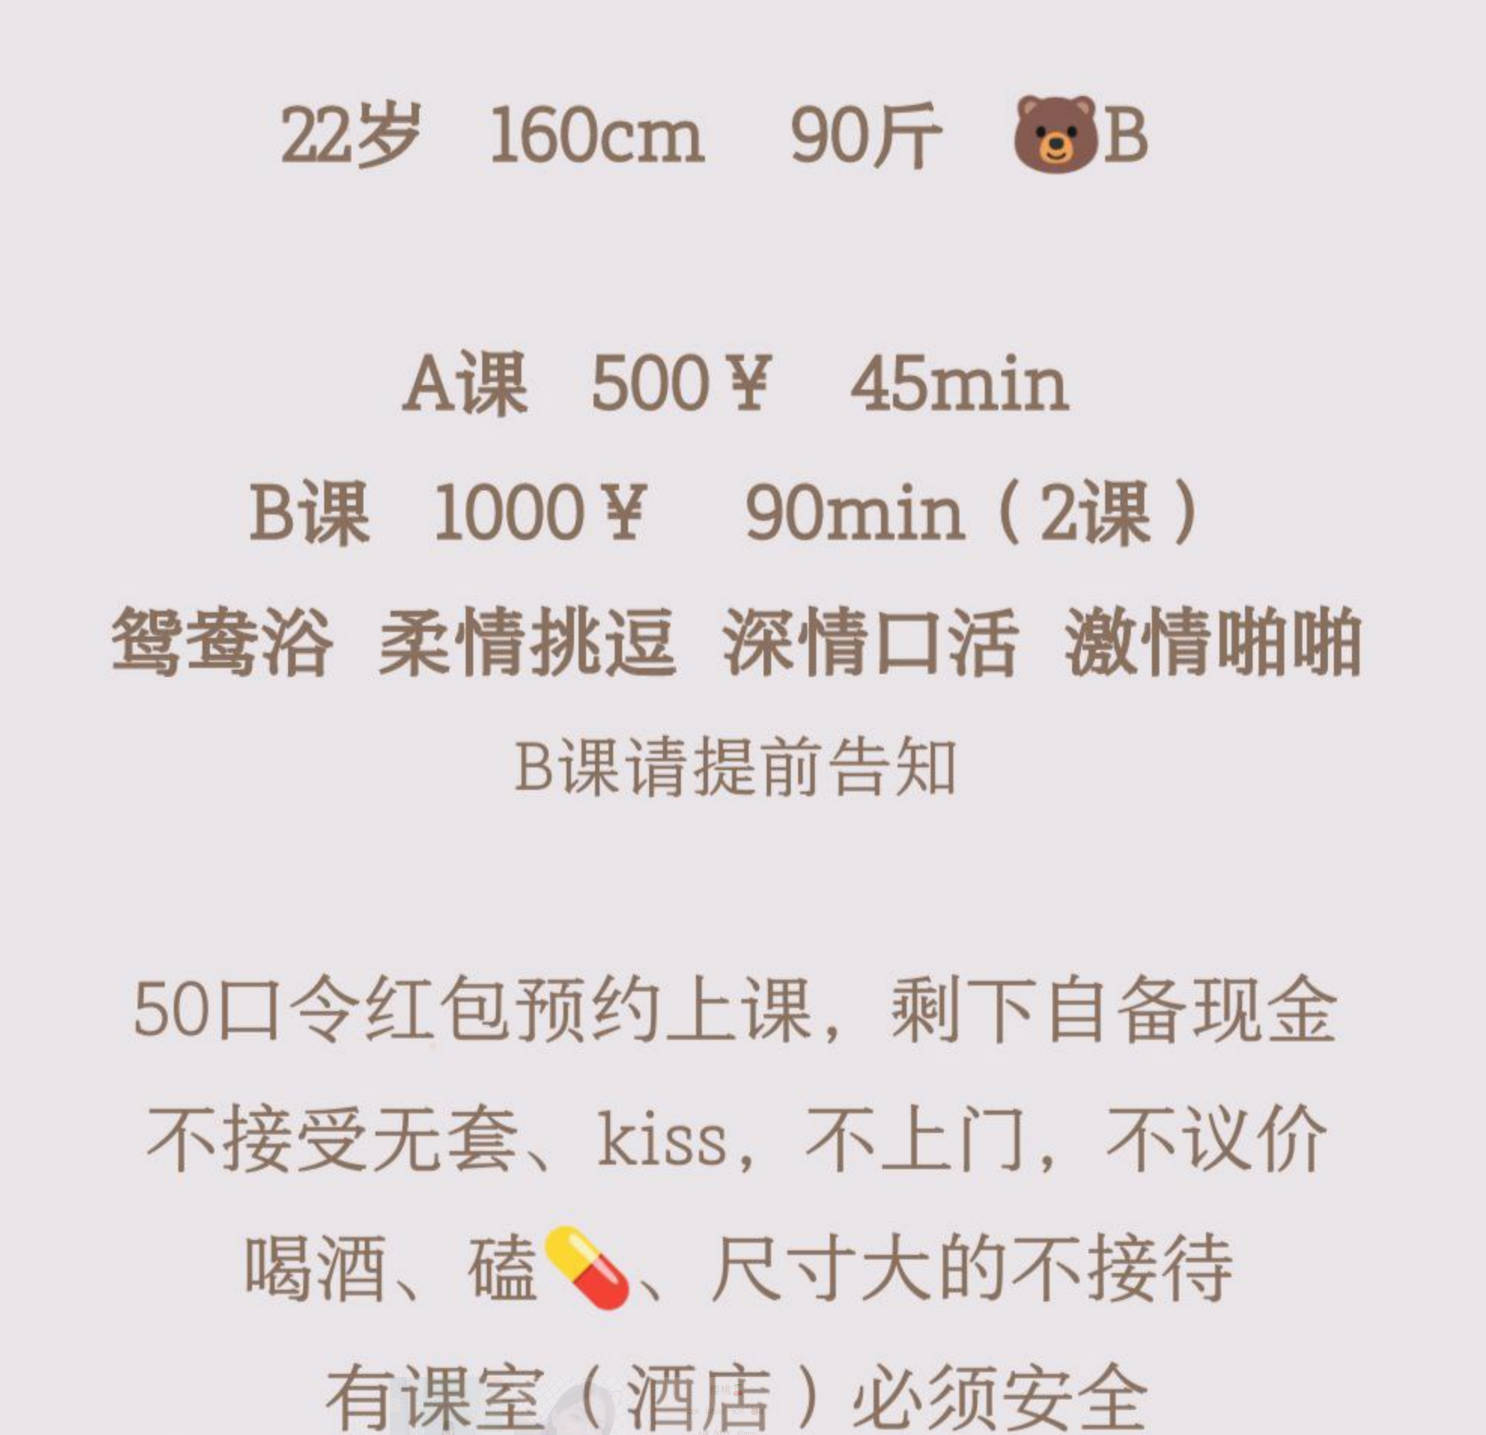 22岁 160cm 90斤 🐻B
A课 500￥ 45min
B课 1000￥ 90min（2课）
鸳鸯浴 柔情挑逗 深情口活 激情啪啪
B课请提前告知
50口令红包预约上课，剩下自备现金
不接受无套、kiss，不上门，不议价
喝酒、磕💊、尺寸大的不接待
有课室（酒店）必须安全